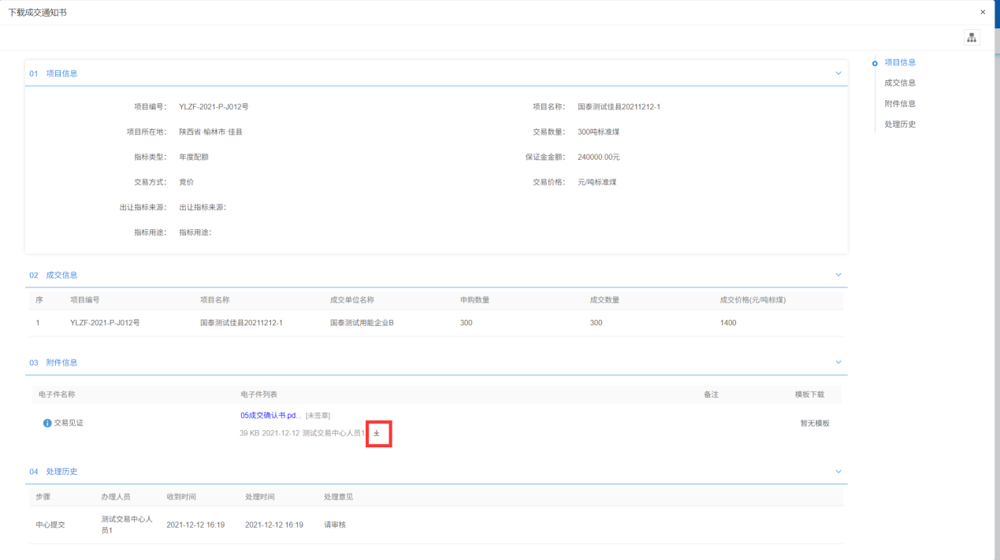 下载成交通知书
×
01 项目信息
项目编号： YLZF-2021-P-J012号 项目名称： 国泰测试佳县20211212-1
项目所在地： 陕西省·榆林市·佳县 交易数量： 300吨标准煤
指标类型： 年度配额 保证金金额： 240000.00元
交易方式： 竞价 交易价格： 元/吨标准煤
出让指标来源： 出让指标来源：
指标用途： 指标用途：
项目信息
成交信息
附件信息
处理历史
02 成交信息
序 项目编号 项目名称 成交单位名称 申购数量 成交数量 成交价格(元/吨标煤)
1 YLZF-2021-P-J012号 国泰测试佳县20211212-1 国泰测试用能企业B 300 300 1400
03 附件信息
电子件名称 电子件列表 备注 模板下载
交易见证 05成交确认书.pd... [未签章] 暂无模板
39 KB 2021-12-12 测试交易中心人员1
04 处理历史
步骤 办理人员 收到时间 处理时间 处理意见
中心提交 测试交易中心人员1 2021-12-12 16:19 2021-12-12 16:19 请审核